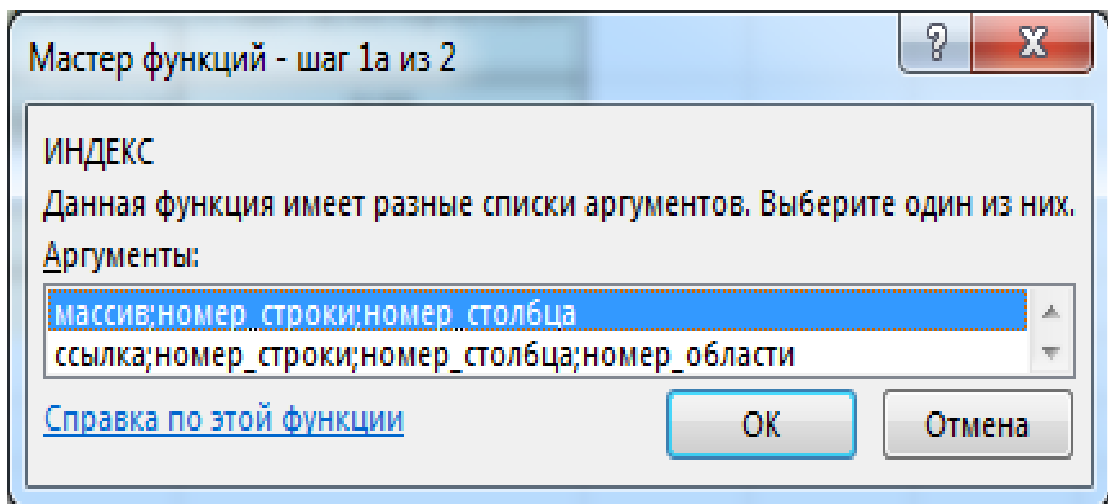 Мастер функций - шаг 1a из 2
ИНДЕКС
Данная функция имеет разные списки аргументов. Выберите один из них.
Аргументы:
массив;номер_строки;номер_столбца
ссылка;номер_строки;номер_столбца;номер_области
Справка по этой функции
ОК
Отмена